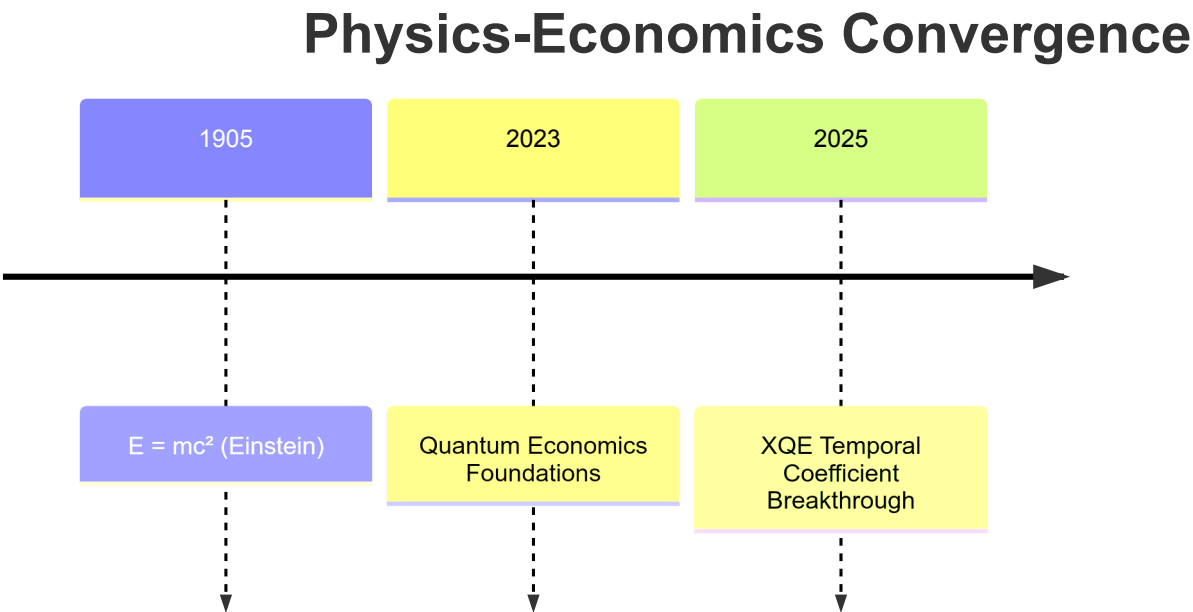 Physics-Economics Convergence
1905
2023
2025
E = mc² (Einstein)
Quantum Economics
Foundations
XQE Temporal
Coefficient
Breakthrough